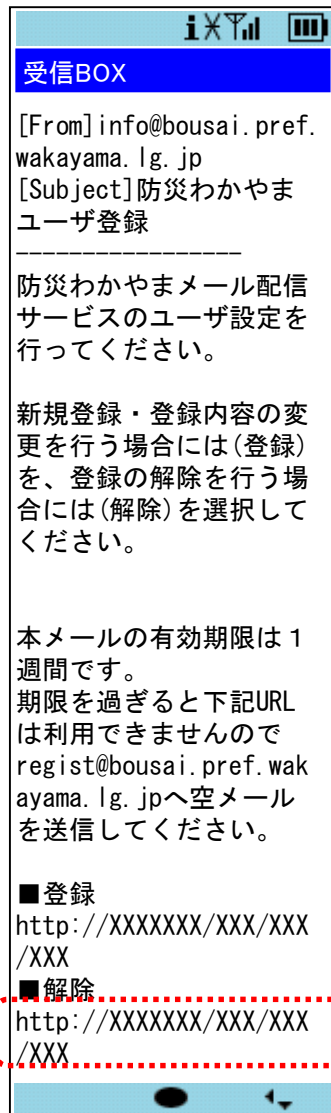 受信BOX
[From]info@bousai.pref.
wakayama.lg.jp
[Subject]防災わかやま
ユーザ登録
-----------------
防災わかやまメール配信
サービスのユーザ設定を
行ってください。
新規登録・登録内容の変
更を行う場合には(登録)
を、登録の解除を行う場
合には(解除)を選択して
ください。
本メールの有効期限は１
週間です。
期限を過ぎると下記URL
は利用できませんので
regist@bousai.pref.wak
ayama.lg.jpへ空メール
を送信してください。
■登録
http://XXXXXXX/XXX/XXX
/XXX
■解除
http://XXXXXXX/XXX/XXX
/XXX